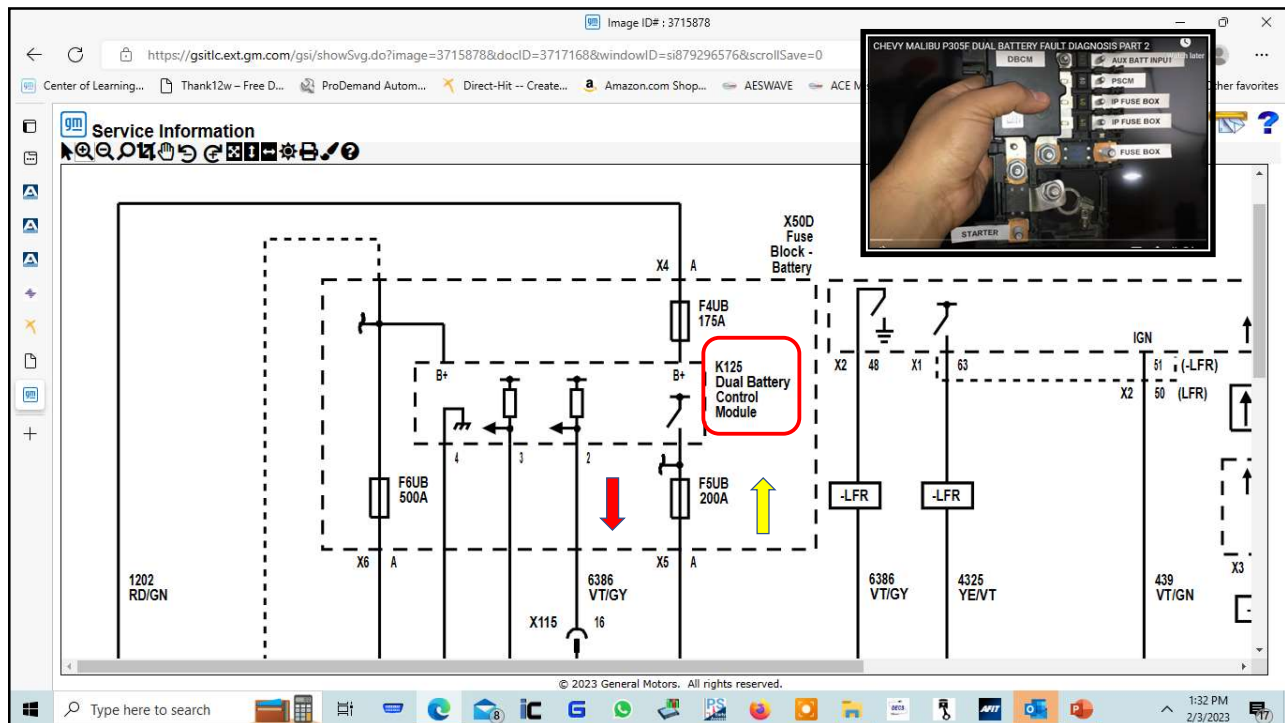 Image ID# : 3715878
https://gsitlc.ext.gm.com/gsi/showSvg.do?image=3715878&docID=3717168&windowID=si879296576&scrollSave=0
Center of Learning...
Thank12w – Free D...
ProDemand Autom...
Direct-Hit -- Create...
Amazon.com Shop...
AESWAVE
ACE
favorites
gm Service Information
CHEVY MALIBU P305F DUAL BATTERY FAULT DIAGNOSIS PART 2
later
DBCM
AUX BATT INPUT
PSCM
IP FUSE BOX
IP FUSE BOX
FUSE BOX
STARTER
X50D
Fuse
Block -
Battery
X4 A
F4UB
175A
K125
Dual Battery
Control
Module
B+
B+
4 3 2
F6UB
500A
F5UB
200A
X6 A
X5 A
1202
RD/GN
6386
VT/GY
X115 16
IGN
X2 48 X1 63 51 (-LFR)
X2 50 (LFR)
-LFR
-LFR
6386
VT/GY
4325
YE/VT
439
VT/GN
X3
© 2023 General Motors. All rights reserved.
Type here to search
8
1:32 PM
2/3/2023